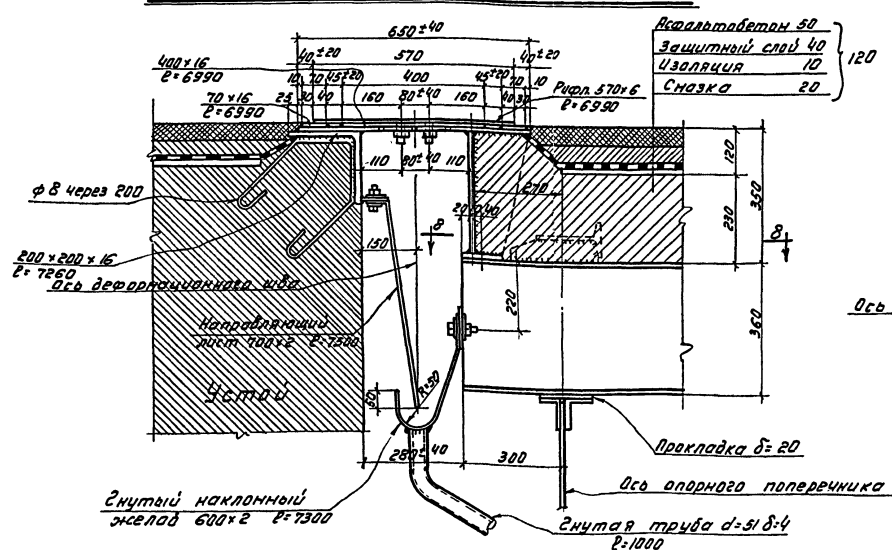 650±40
40±20
570
40±20
400×16
ℓ=6990
10
70
45±20
400
45±20
70
10
70×16
ℓ=6990
25
30
40
160
80±40
160
40
30
Рифл. 570×6
ℓ=6990
Асфальтобетон 50
Защитный слой 40
Изоляция 10
Смазка 20
120
110
80±40
110
ϕ8 через 200
270
20
40
120
230
350
8
8
150
200×200×16
ℓ=7260
Ось деформационного шва
220
360
Ось
Направляющий
лист 700×2 ℓ=7500
Устой
60
R=50
280±40
300
Прокладка δ=20
Ось опорного поперечника
Гнутый наклонный
желоб 600×2 ℓ=7300
Гнутая труба d=51 δ=4
ℓ=1000